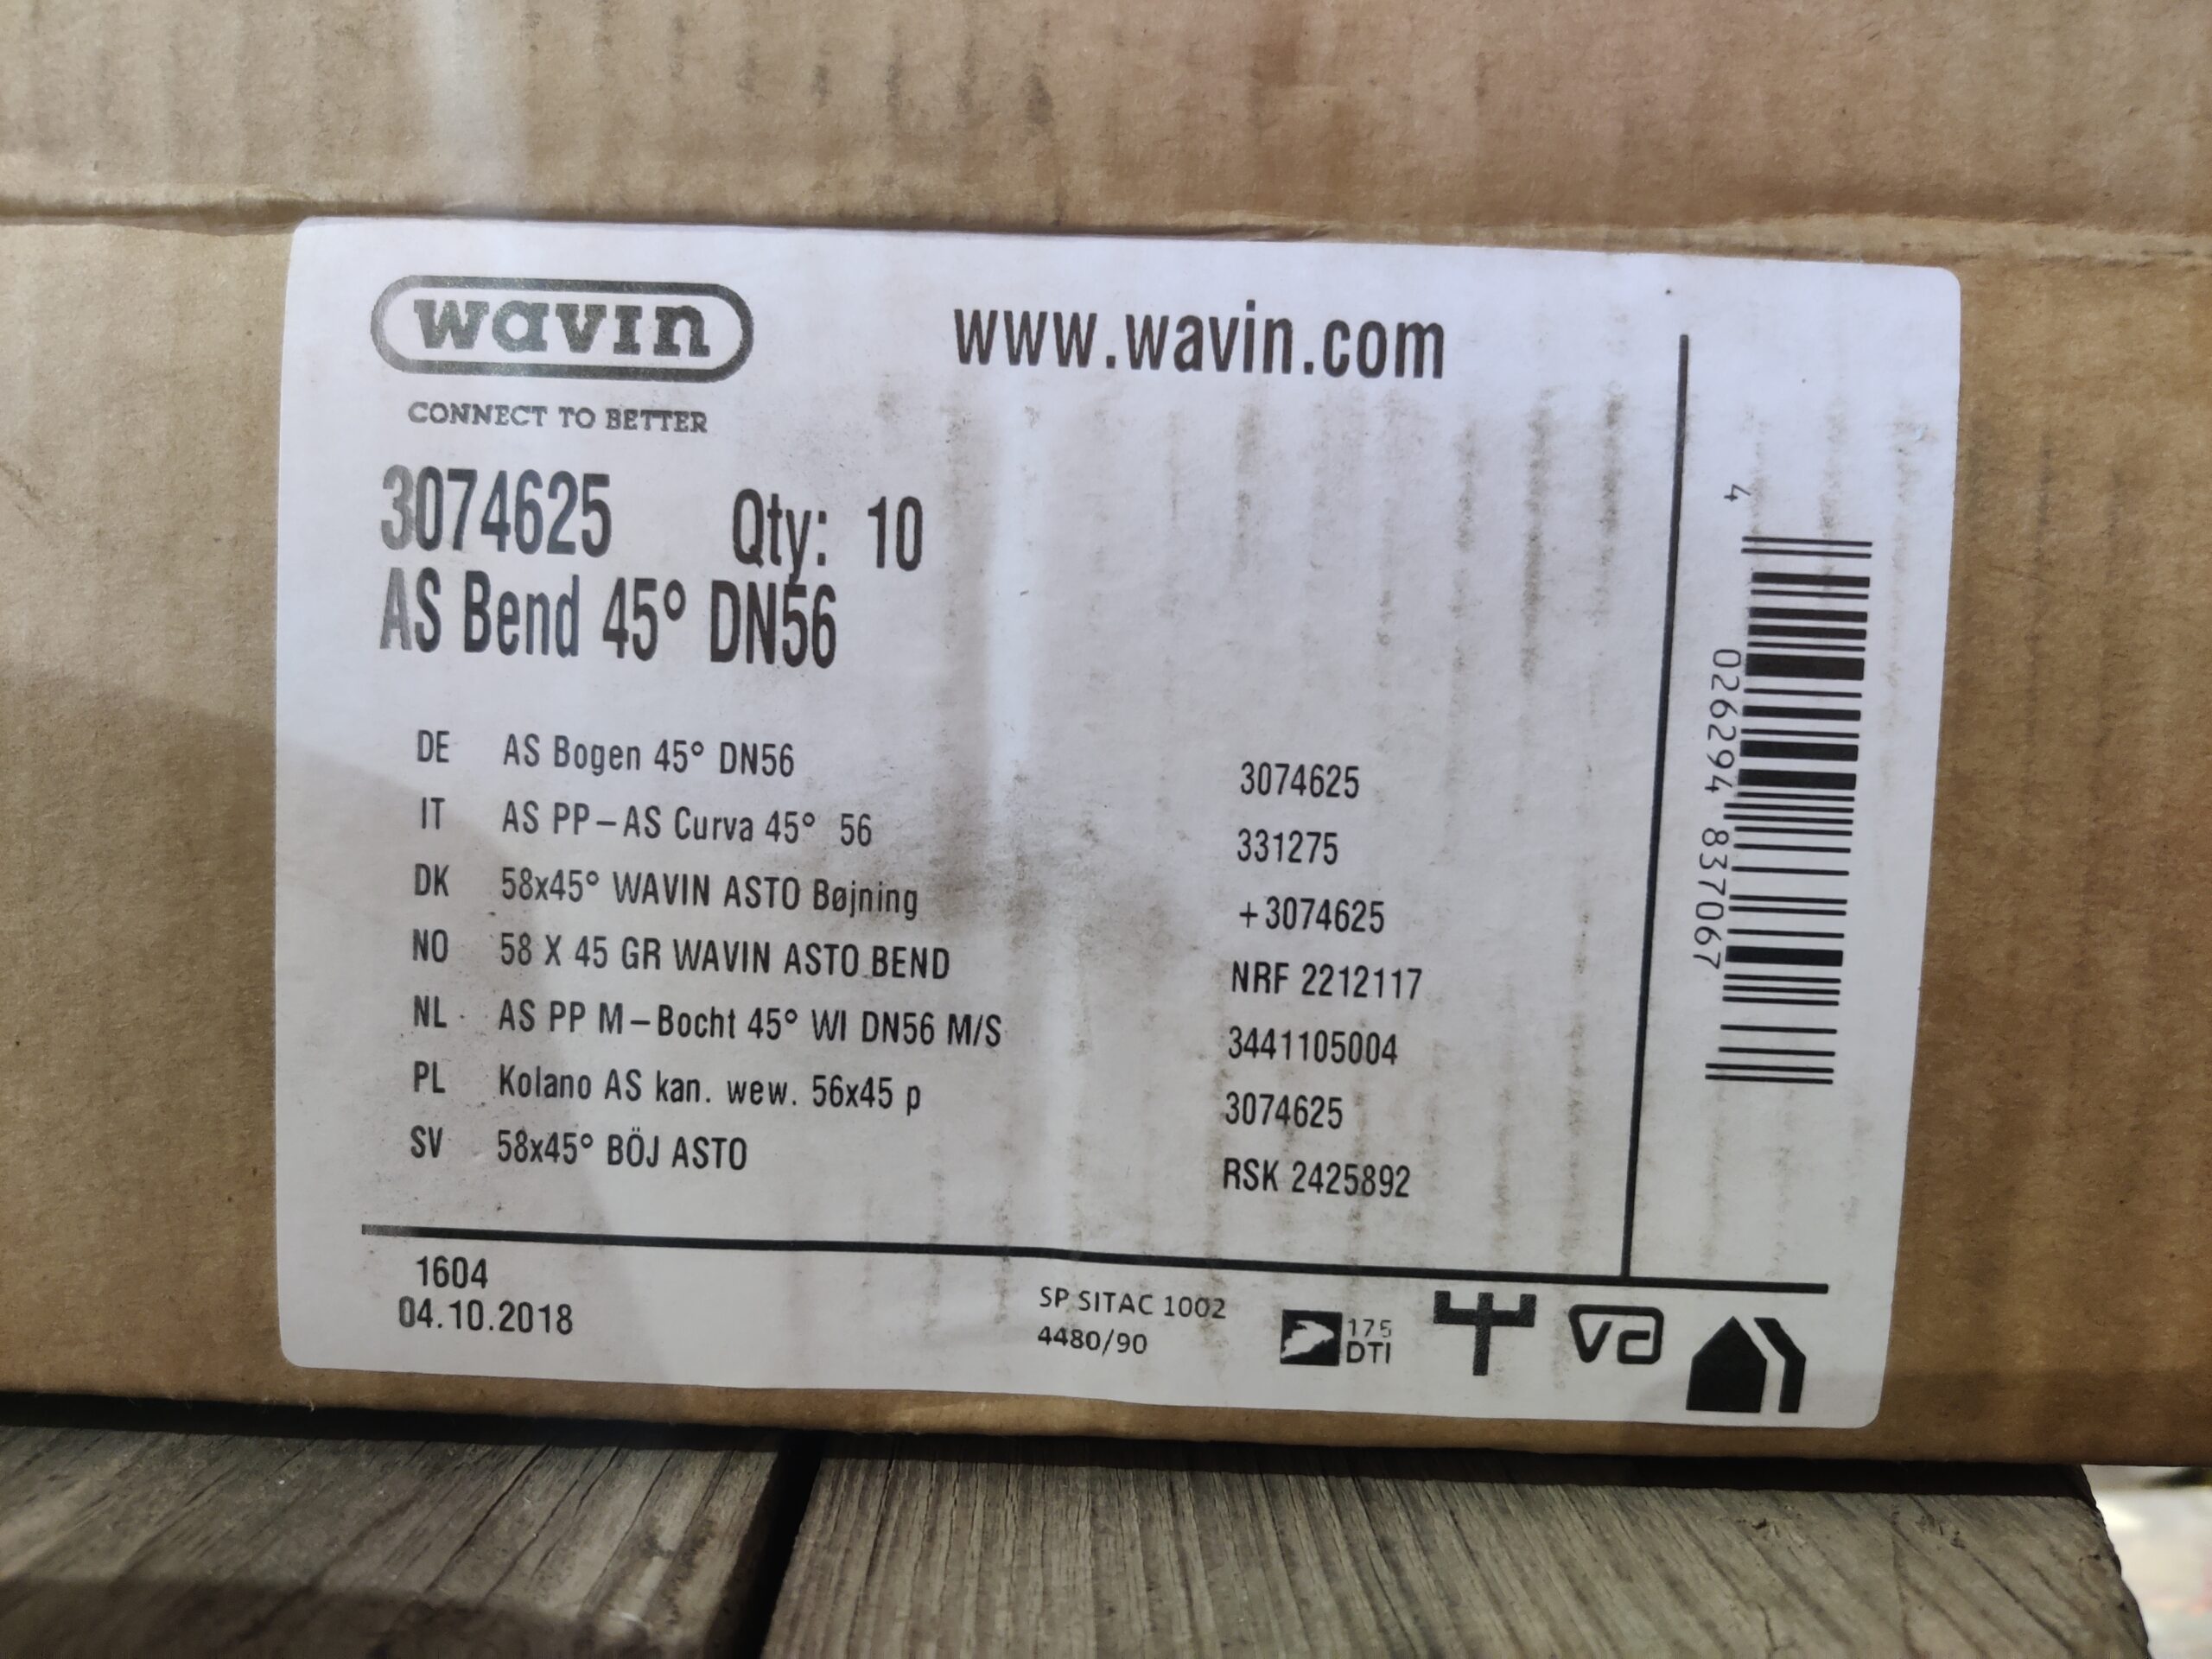 wavin
www.wavin.com
CONNECT TO BETTER
3074625 Qty: 10
AS Bend 45° DN56
DE AS Bogen 45° DN56 3074625
IT AS PP-AS Curva 45° 56 331275
DK 58x45° WAVIN ASTO Bøjning +3074625
NO 58 X 45 GR WAVIN ASTO BEND NRF 2212117
NL AS PP M-Bocht 45° WI DN56 M/S 3441105004
PL Kolano AS kan. wew. 56x45 p 3074625
SV 58x45° BÖJ ASTO RSK 2425892
4 026294 837067
1604
04.10.2018
SP SITAC 1002
4480/90
175
DTI
va